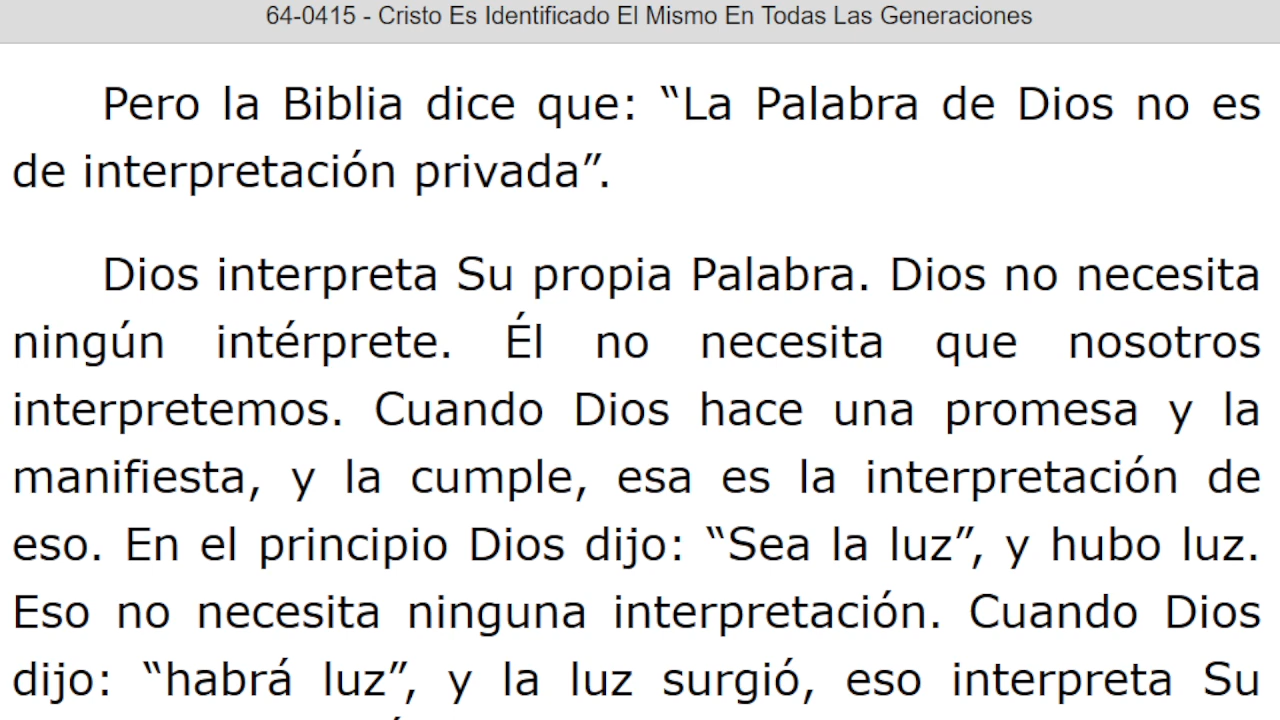 64-0415 - Cristo Es Identificado El Mismo En Todas Las Generaciones
Pero la Biblia dice que: “La Palabra de Dios no es
de interpretación privada”.
Dios interpreta Su propia Palabra. Dios no necesita
ningún intérprete. Él no necesita que nosotros
interpretemos. Cuando Dios hace una promesa y la
manifiesta, y la cumple, esa es la interpretación de
eso. En el principio Dios dijo: “Sea la luz”, y hubo luz.
Eso no necesita ninguna interpretación. Cuando Dios
dijo: “habrá luz”, y la luz surgió, eso interpreta Su